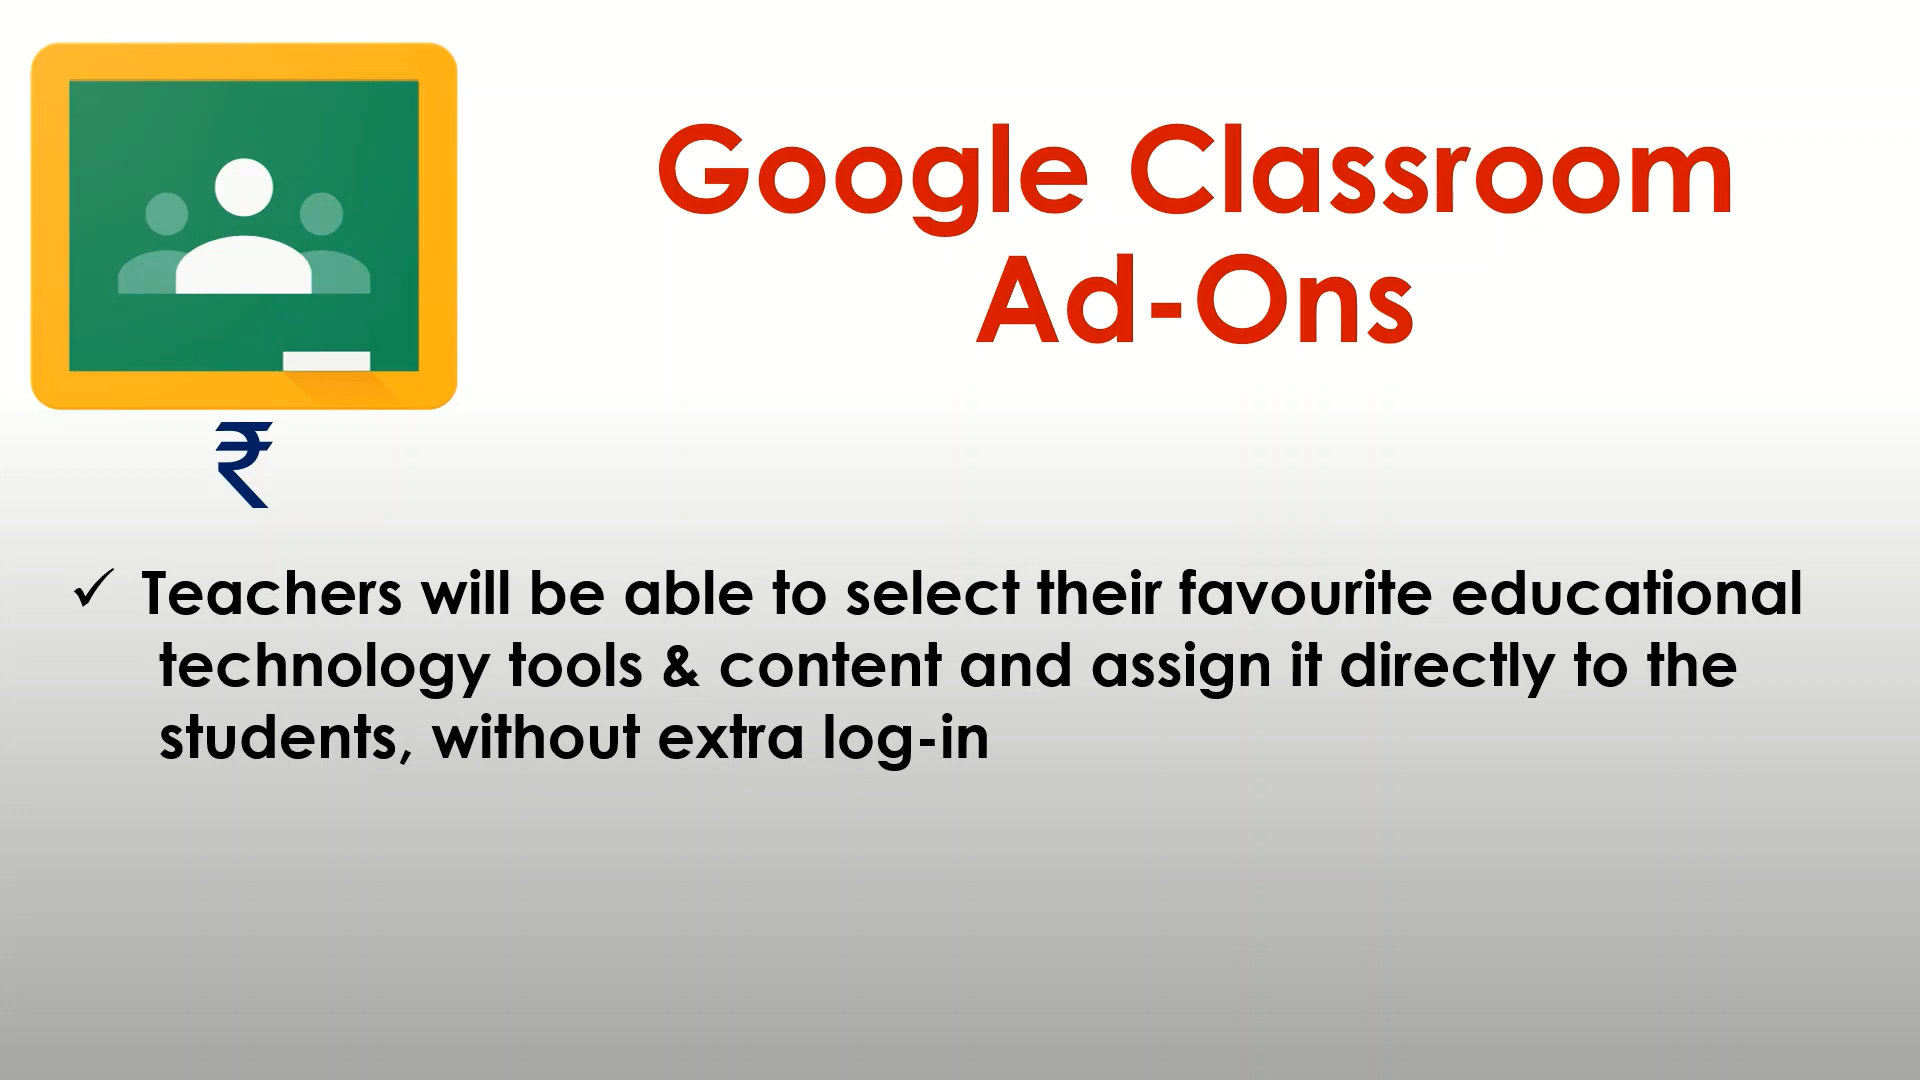 Google Classroom
Ad-Ons
₹
✓ Teachers will be able to select their favourite educational
technology tools & content and assign it directly to the
students, without extra log-in